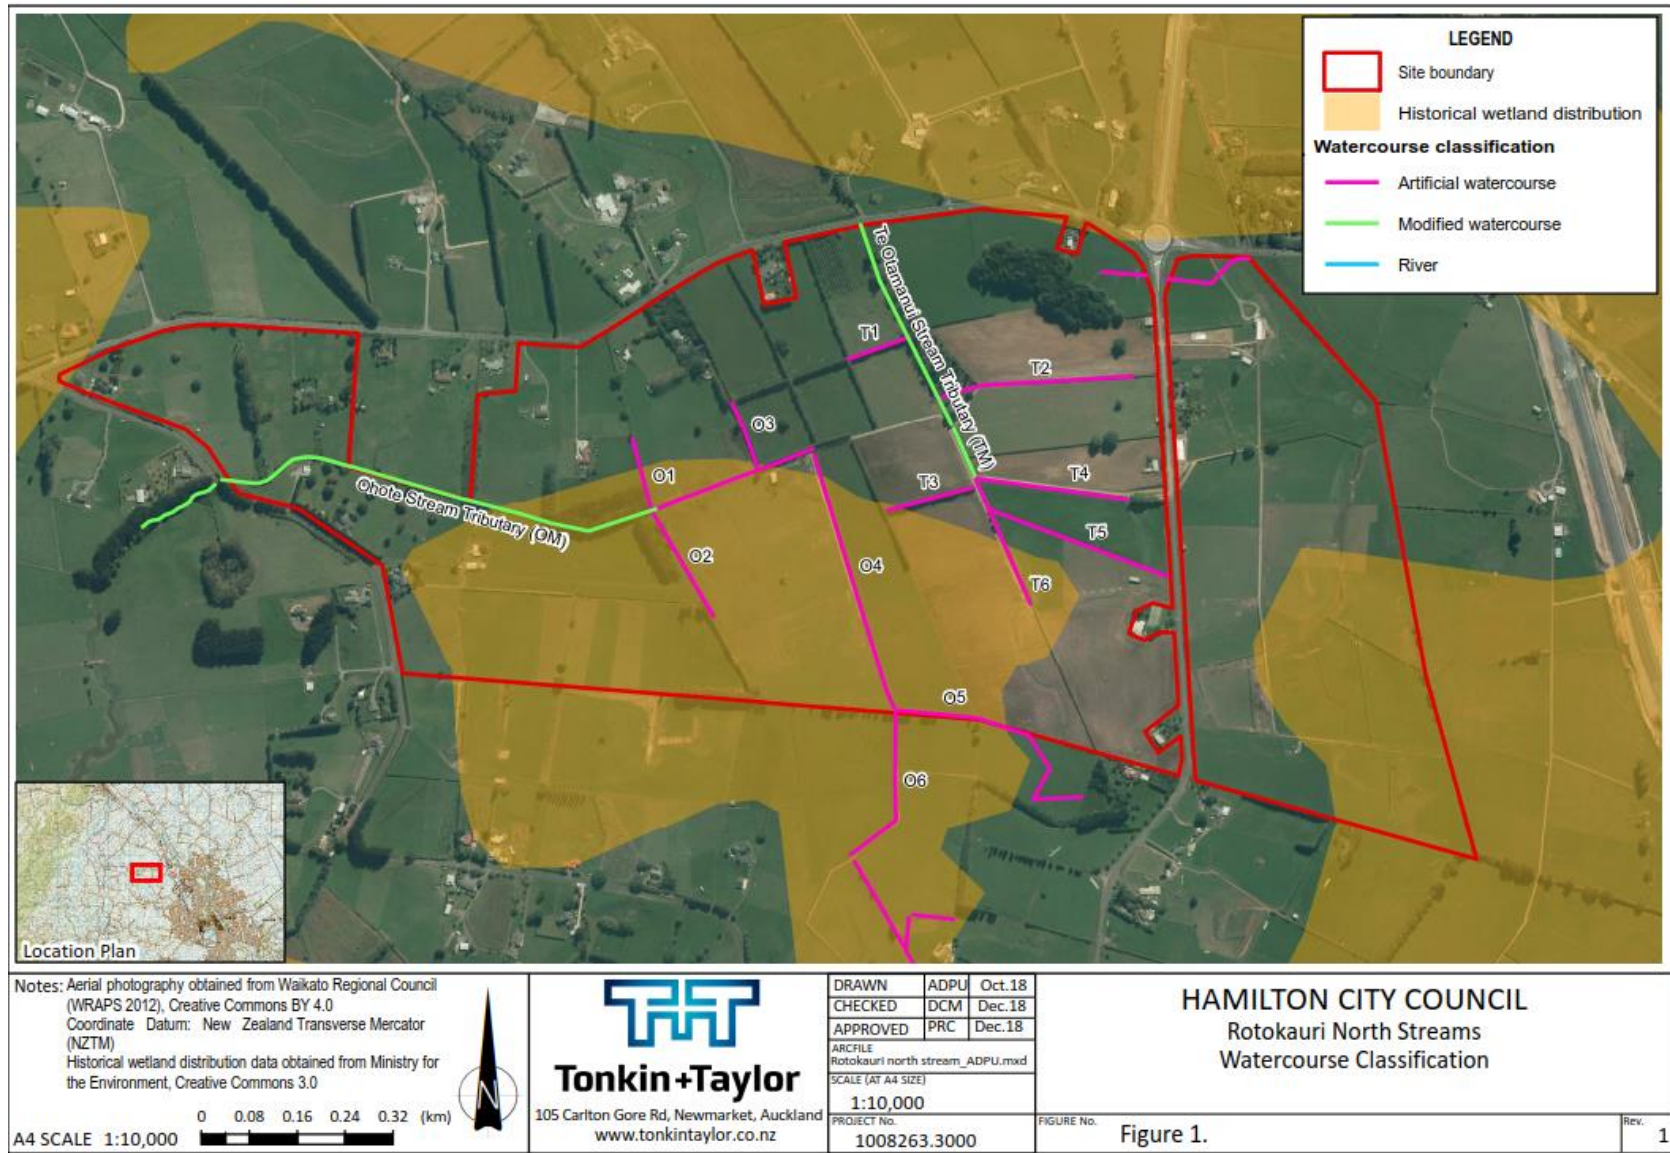 LEGEND
Site boundary
Historical wetland distribution
Watercourse classification
Artificial watercourse
Modified watercourse
River
Te Otamanui Stream Tributary (TM)
T1
T2
O3
O1
T3
T4
Ohote Stream Tributary (OM)
T5
O2
O4
T6
O5
O6
Location Plan
Notes: Aerial photography obtained from Waikato Regional Council
(WRAPS 2012), Creative Commons BY 4.0
Coordinate Datum: New Zealand Transverse Mercator
(NZTM)
Historical wetland distribution data obtained from Ministry for
the Environment, Creative Commons 3.0
0 0.08 0.16 0.24 0.32 (km)
A4 SCALE 1:10,000
N
Tonkin+Taylor
105 Carlton Gore Rd, Newmarket, Auckland
www.tonkintaylor.co.nz
DRAWN ADPU Oct.18
CHECKED DCM Dec.18
APPROVED PRC Dec.18
ARCFILE
Rotokauri north stream_ADPU.mxd
SCALE (AT A4 SIZE)
1:10,000
PROJECT No.
1008263.3000
HAMILTON CITY COUNCIL
Rotokauri North Streams
Watercourse Classification
FIGURE No.
Figure 1.
Rev.
1